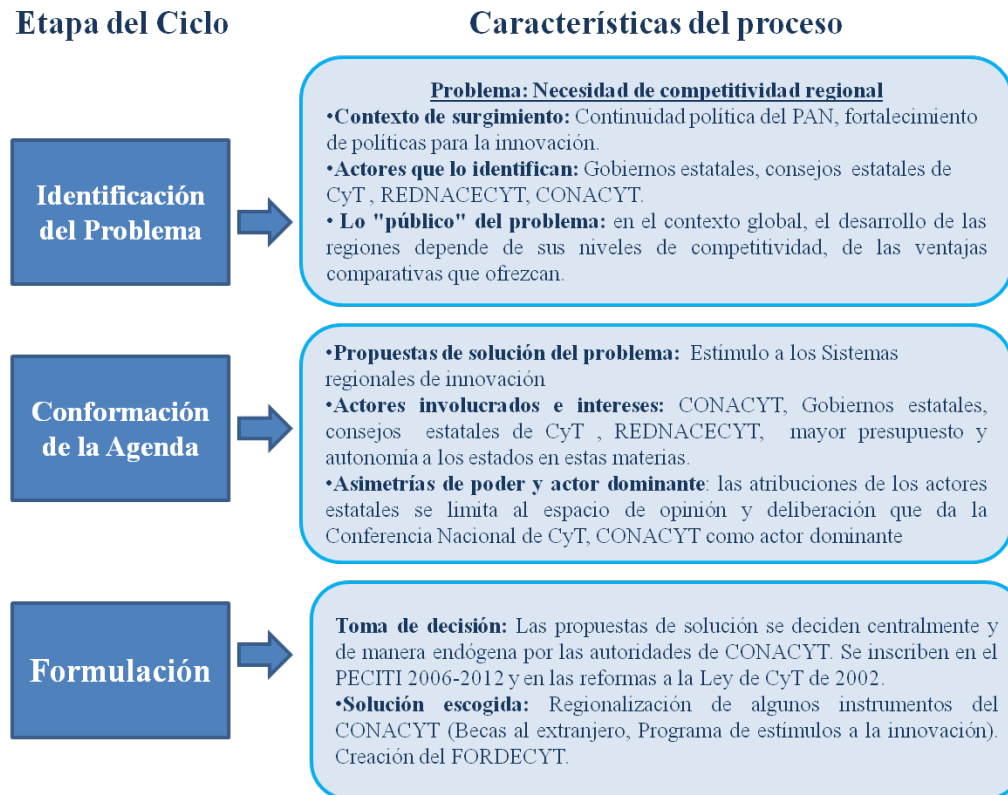 Etapa del Ciclo
Características del proceso
Identificación
del Problema
Problema: Necesidad de competitividad regional
•Contexto de surgimiento: Continuidad política del PAN, fortalecimiento
de políticas para la innovación.
•Actores que lo identifican: Gobiernos estatales, consejos estatales de
CyT , REDNACECYT, CONACYT.
• Lo "público" del problema: en el contexto global, el desarrollo de las
regiones depende de sus niveles de competitividad, de las ventajas
comparativas que ofrezcan.
Conformación
de la Agenda
•Propuestas de solución del problema: Estímulo a los Sistemas
regionales de innovación
•Actores involucrados e intereses: CONACYT, Gobiernos estatales,
consejos estatales de CyT , REDNACECYT, mayor presupuesto y
autonomía a los estados en estas materias.
•Asimetrías de poder y actor dominante: las atribuciones de los actores
estatales se limita al espacio de opinión y deliberación que da la
Conferencia Nacional de CyT, CONACYT como actor dominante
Formulación
Toma de decisión: Las propuestas de solución se deciden centralmente y
de manera endógena por las autoridades de CONACYT. Se inscriben en el
PECITI 2006-2012 y en las reformas a la Ley de CyT de 2002.
•Solución escogida: Regionalización de algunos instrumentos del
CONACYT (Becas al extranjero, Programa de estímulos a la innovación).
Creación del FORDECYT.